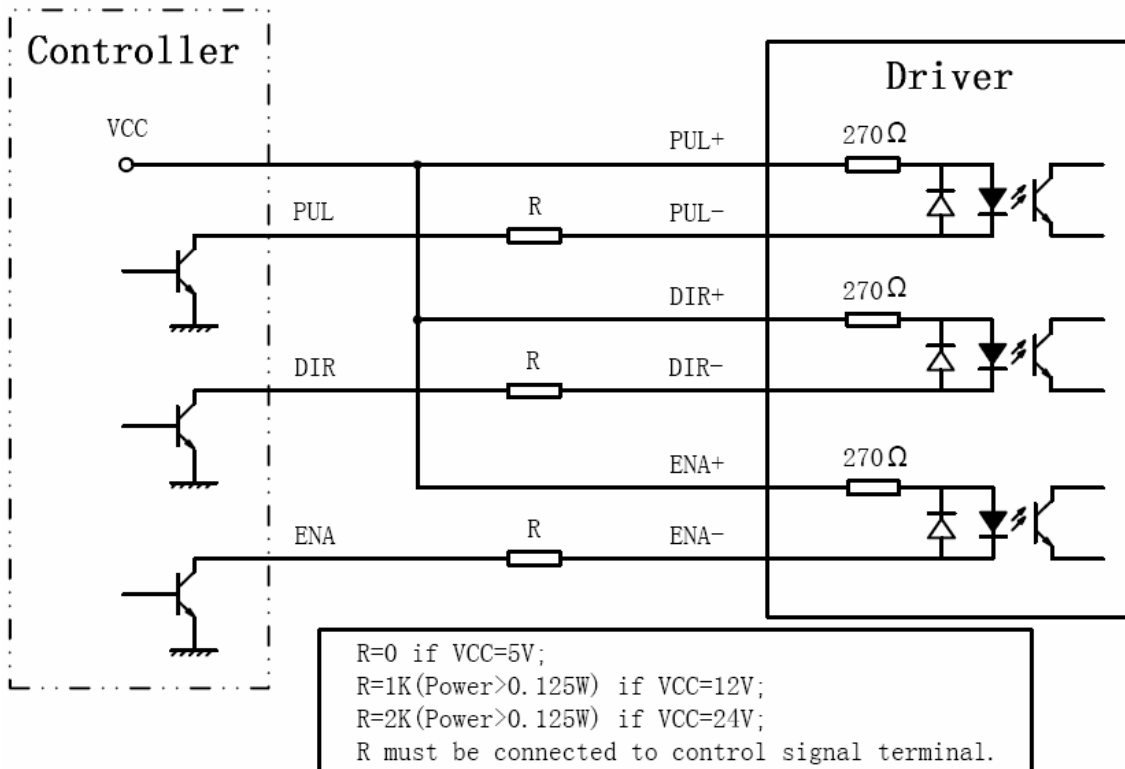 Controller
Driver
VCC
PUL+
270Ω
PUL
R
PUL-
DIR+
270Ω
DIR
R
DIR-
ENA+
270Ω
ENA
R
ENA-
R=0 if VCC=5V;
R=1K(Power>0.125W) if VCC=12V;
R=2K(Power>0.125W) if VCC=24V;
R must be connected to control signal terminal.